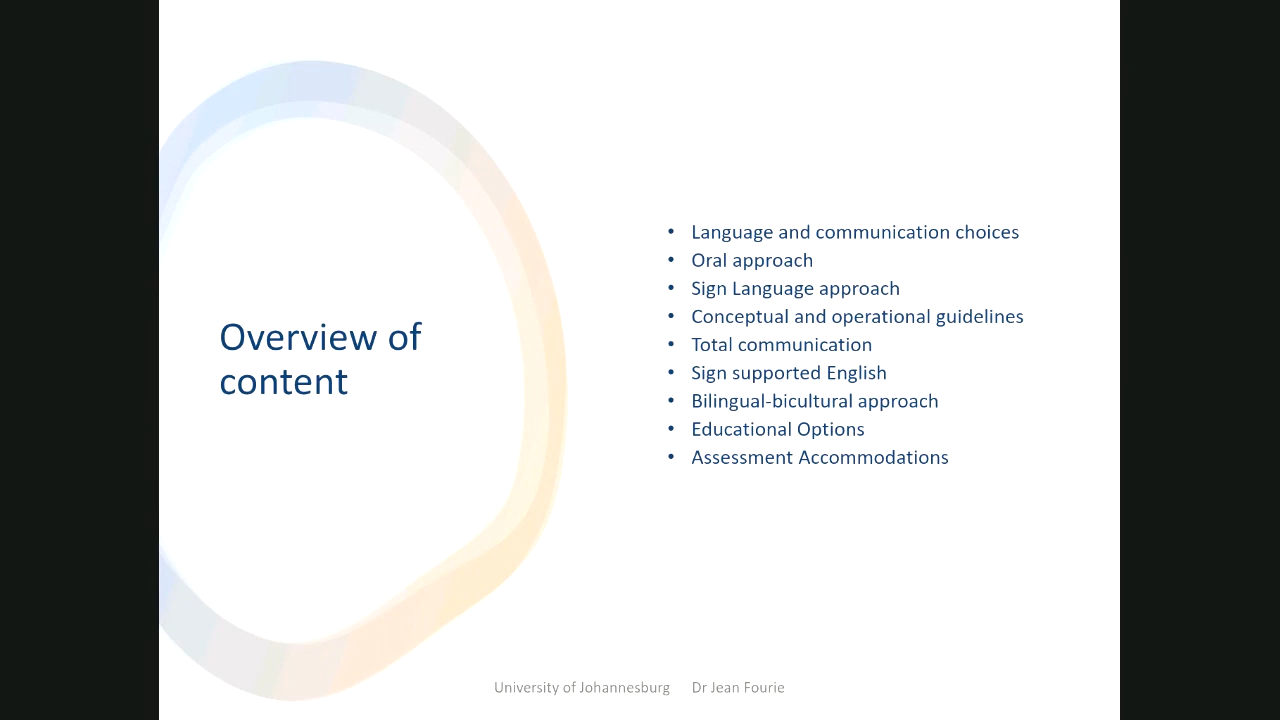 Overview of
content
• Language and communication choices
• Oral approach
• Sign Language approach
• Conceptual and operational guidelines
• Total communication
• Sign supported English
• Bilingual-bicultural approach
• Educational Options
• Assessment Accommodations
University of Johannesburg Dr Jean Fourie